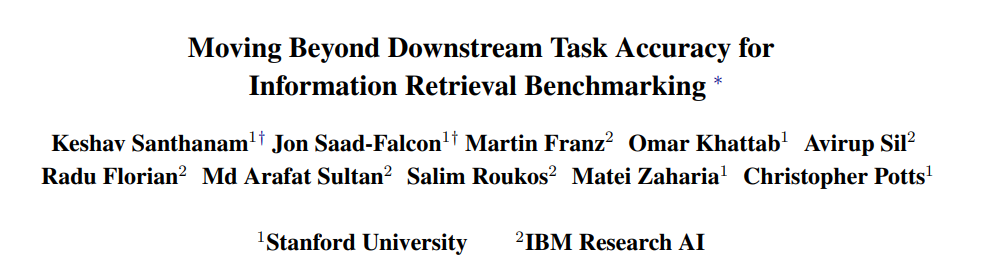 Moving Beyond Downstream Task Accuracy for
Information Retrieval Benchmarking *
Keshav Santhanam1† Jon Saad-Falcon1† Martin Franz2 Omar Khattab1 Avirup Sil2
Radu Florian2 Md Arafat Sultan2 Salim Roukos2 Matei Zaharia1 Christopher Potts1
1Stanford University 2IBM Research AI